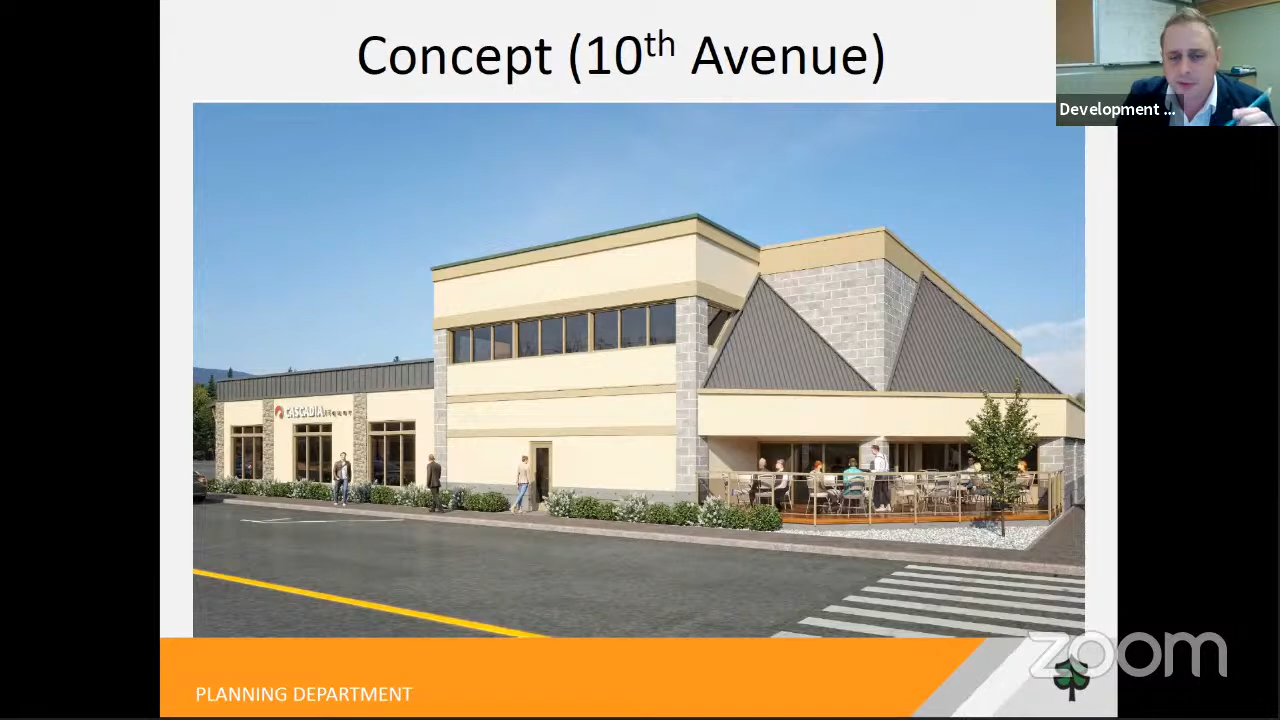 Concept (10th Avenue)
Development ...
CASCADIA
PLANNING DEPARTMENT
zoom